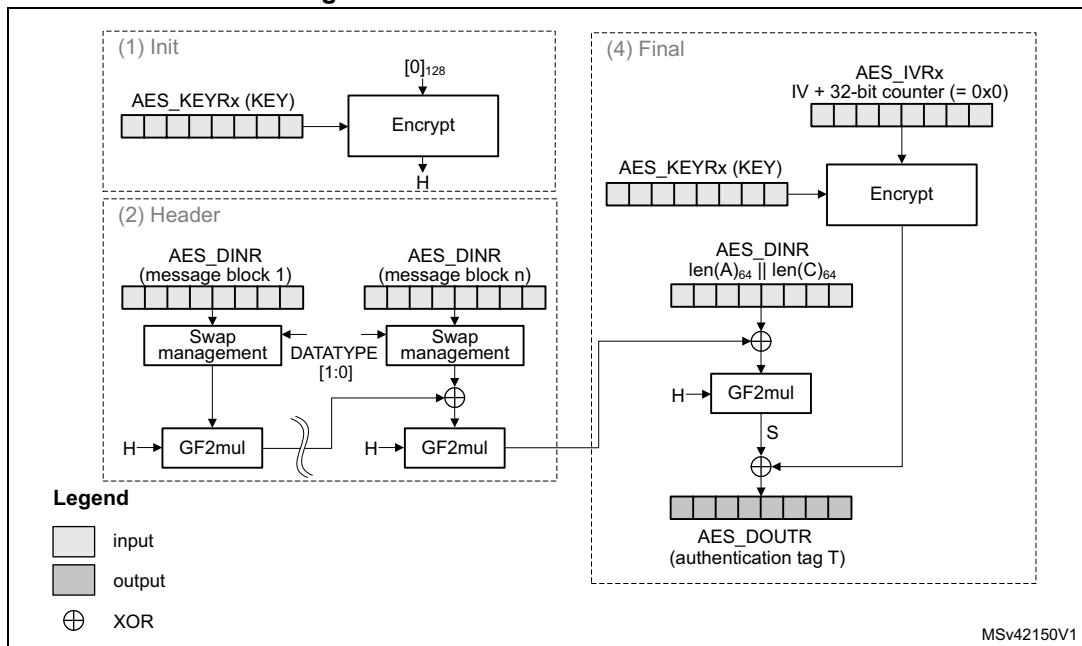 (1) Init
[0]128
AES_KEYRx (KEY)
Encrypt
H
(2) Header
AES_DINR
(message block 1)
AES_DINR
(message block n)
Swap
management
DATATYPE
[1:0]
Swap
management
H
GF2mul
H
GF2mul
(4) Final
AES_IVRx
IV + 32-bit counter (= 0x0)
AES_KEYRx (KEY)
Encrypt
AES_DINR
len(A)64 || len(C)64
H
GF2mul
S
AES_DOUTR
(authentication tag T)
Legend
input
output
XOR
MSv42150V1